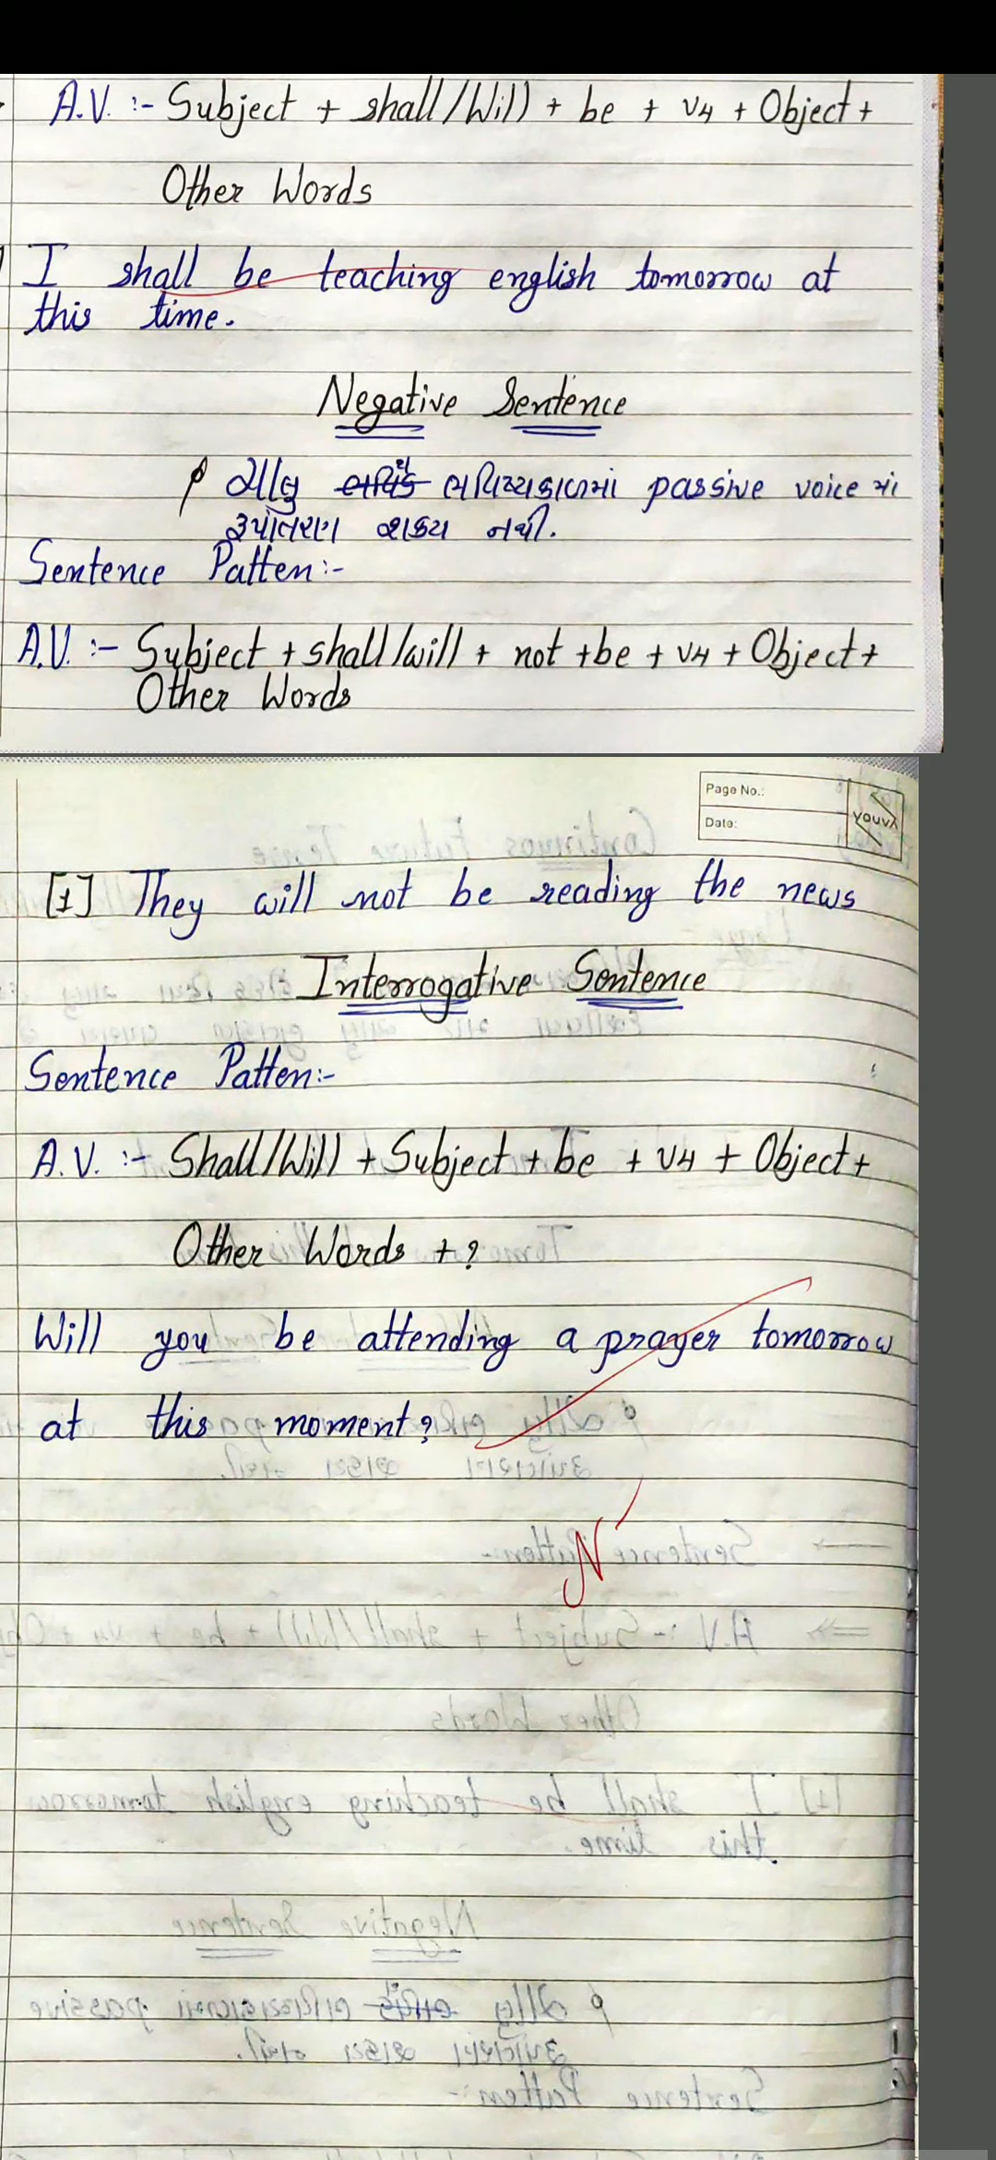 A.V. :- Subject + shall/Will + be + v4 + Object +
Other Words
I shall be teaching english tomorrow at
this time.
Negative Sentence
ચાલુ ભવિષ્યકાળમાં passive voice માં
રૂપાંતરણ શક્ય નથી.
Sentence Patten:-
A.V. :- Subject + shall/will + not + be + v4 + Object +
Other Words
Page No.:
Date:
youva
[1] They will not be reading the news
Interrogative Sentence
Sentence Patten:-
A.V. :- Shall/Will + Subject + be + v4 + Object +
Other Words + ?
Will you be attending a prayer tomorrow
at this moment?